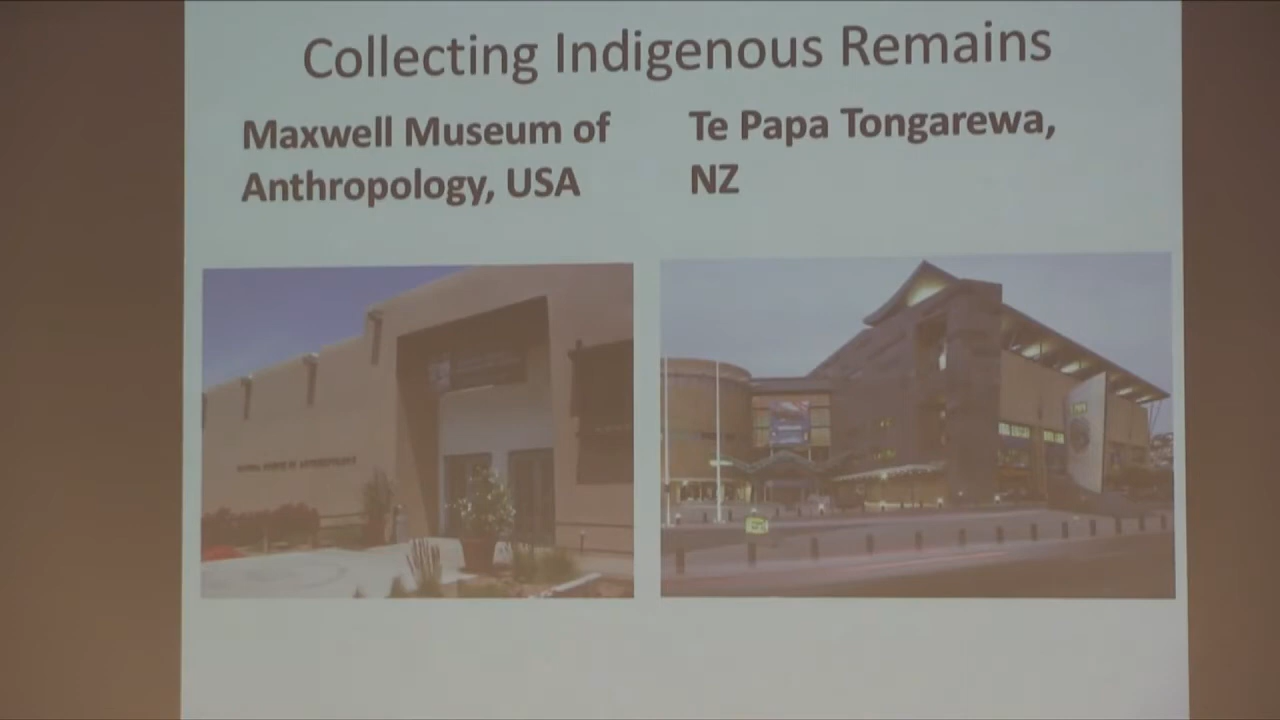 Collecting Indigenous Remains
Maxwell Museum of
Anthropology, USA
Te Papa Tongarewa,
NZ